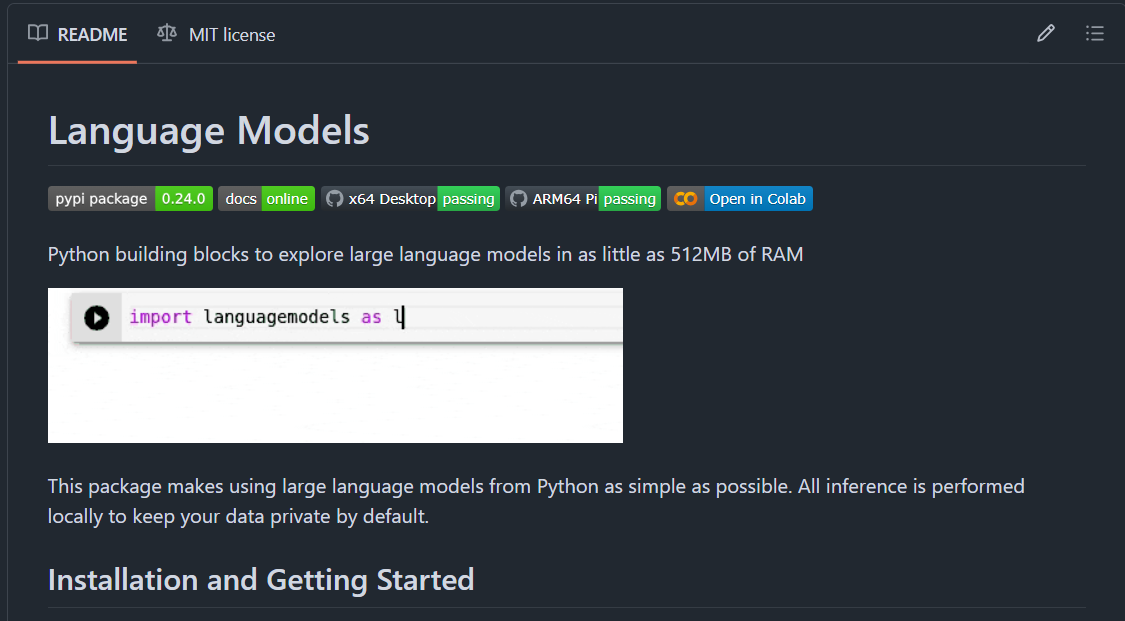 README MIT license
Language Models
pypi package 0.24.0 docs online x64 Desktop passing ARM64 Pi passing Open in Colab
Python building blocks to explore large language models in as little as 512MB of RAM
import languagemodels as l
This package makes using large language models from Python as simple as possible. All inference is performed
locally to keep your data private by default.
Installation and Getting Started